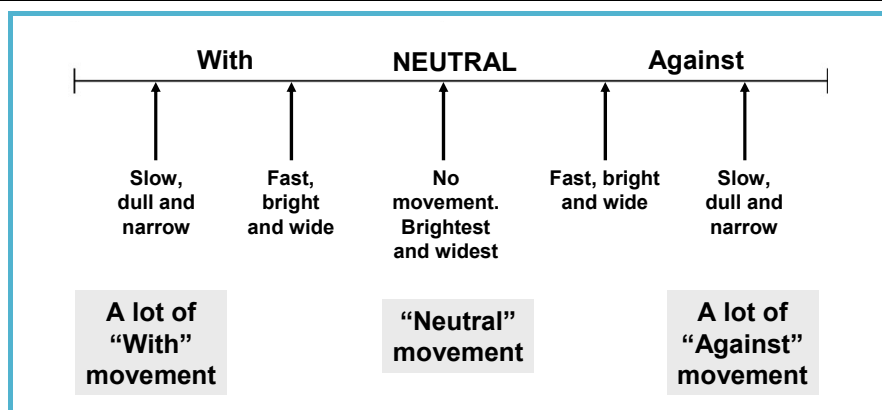 With NEUTRAL Against
Slow,
dull and
narrow
Fast,
bright
and wide
No
movement.
Brightest
and widest
Fast, bright
and wide
Slow,
dull and
narrow
A lot of
“With”
movement
“Neutral”
movement
A lot of
“Against”
movement